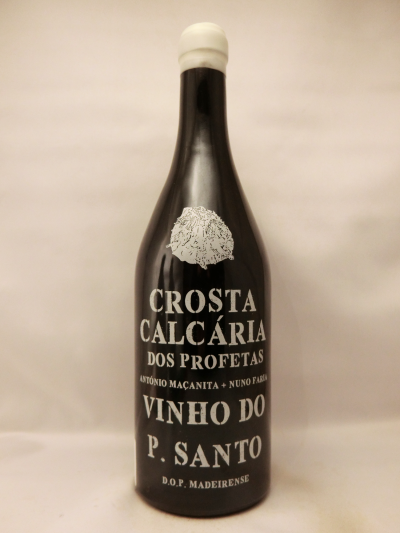 CROSTA
CALCÁRIA
DOS PROFETAS
ANTÓNIO MAÇANITA + NUNO FARIA
VINHO DO
P. SANTO
D.O.P. MADEIRENSE